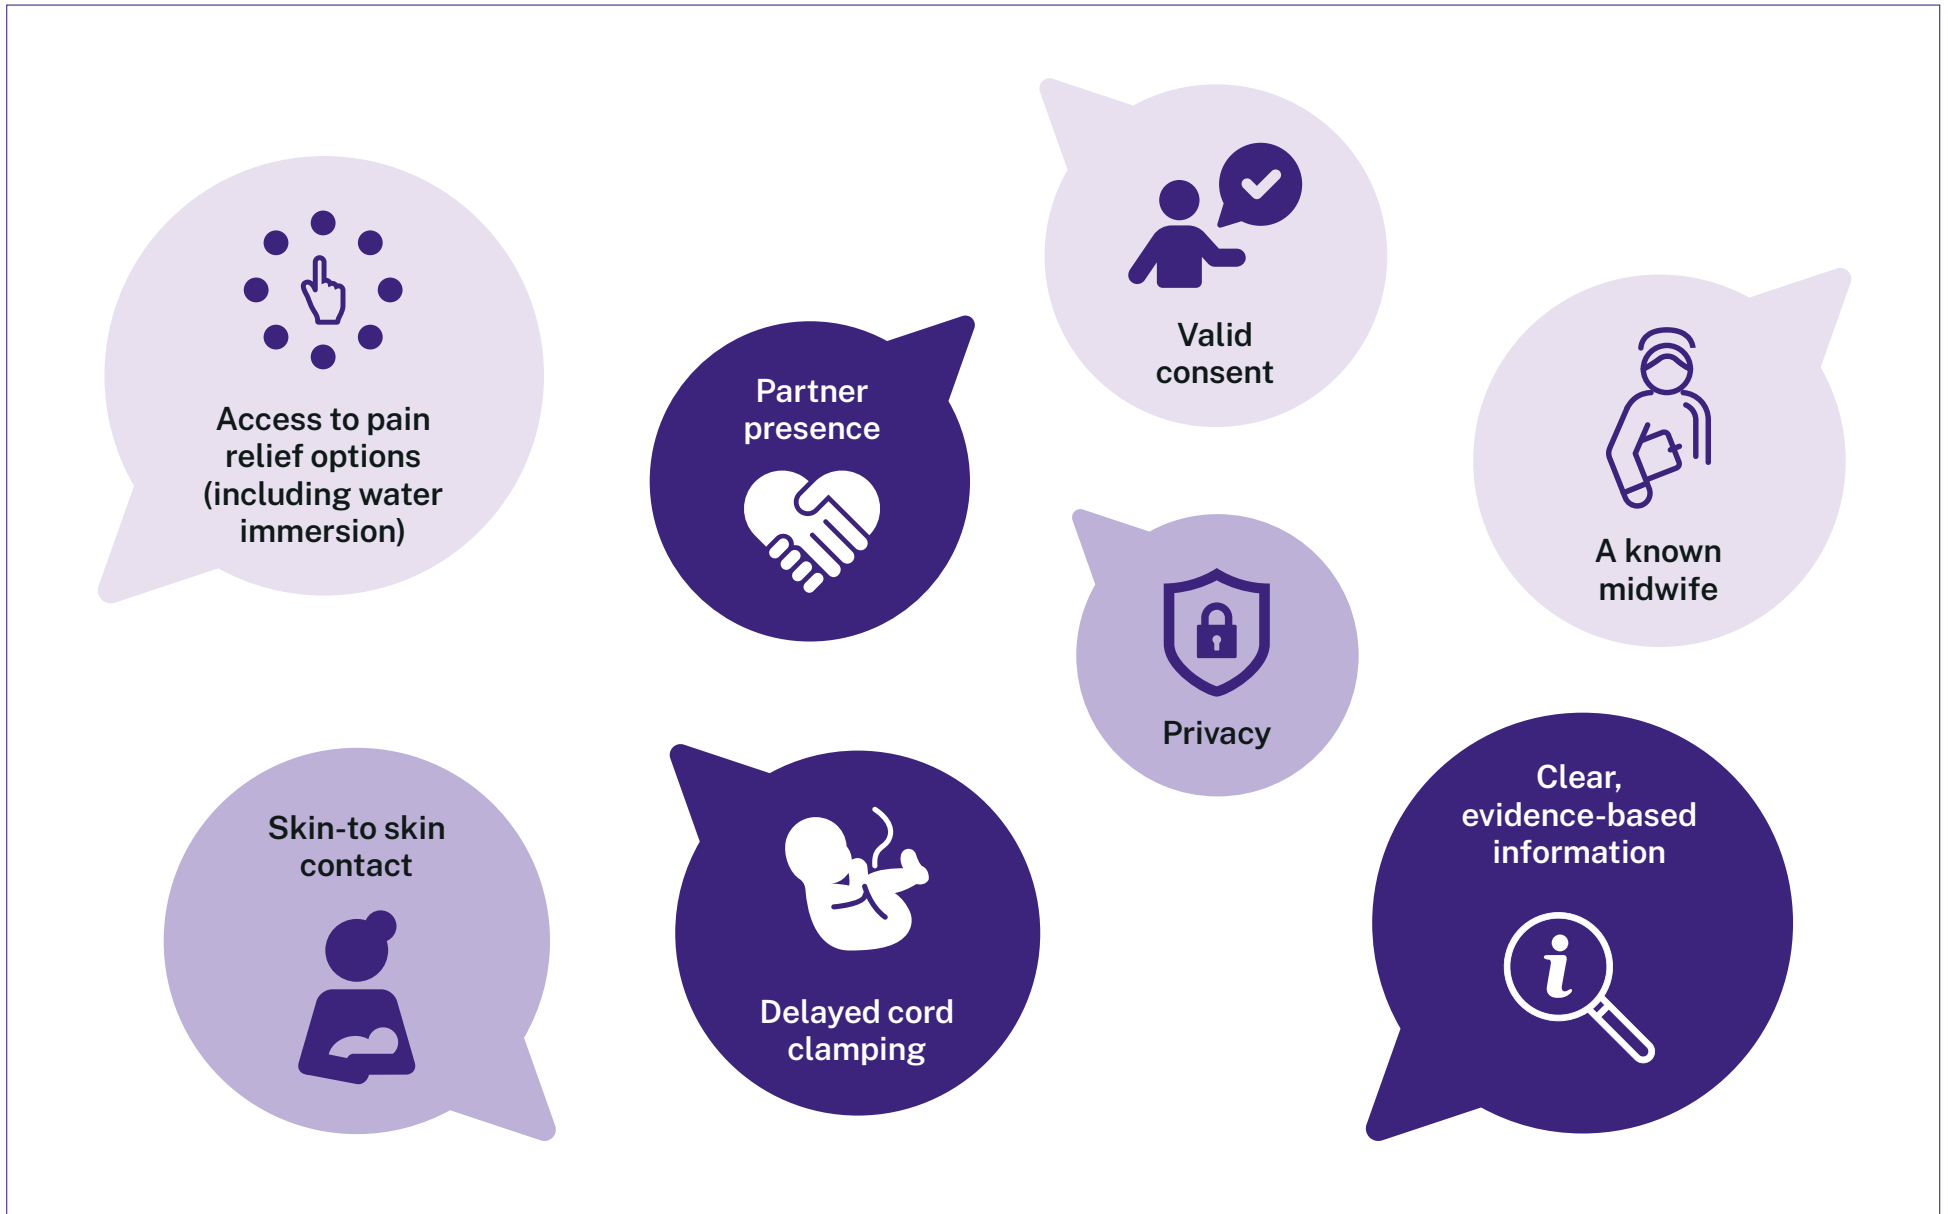 Valid
consent
Access to pain
relief options
(including water
immersion)
Partner
presence
A known
midwife
Privacy
Skin-to skin
contact
Delayed cord
clamping
Clear,
evidence-based
information